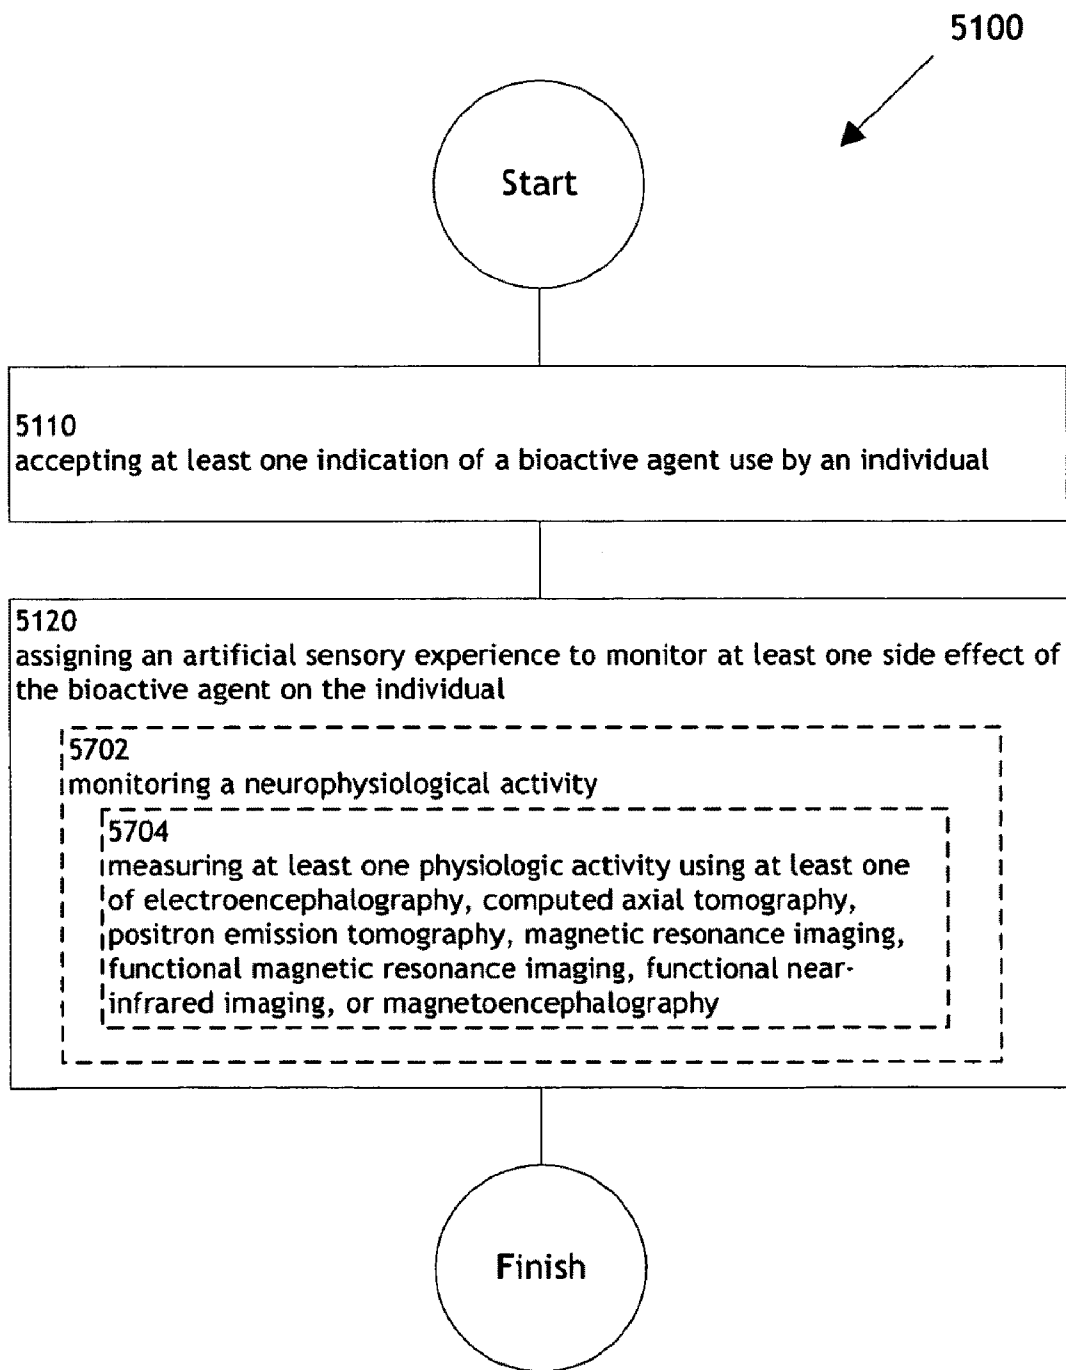 5100
Start
5110
accepting at least one indication of a bioactive agent use by an individual
5120
assigning an artificial sensory experience to monitor at least one side effect of
the bioactive agent on the individual
5702
monitoring a neurophysiological activity
5704
measuring at least one physiologic activity using at least one
of electroencephalography, computed axial tomography,
positron emission tomography, magnetic resonance imaging,
functional magnetic resonance imaging, functional near-
infrared imaging, or magnetoencephalography
Finish